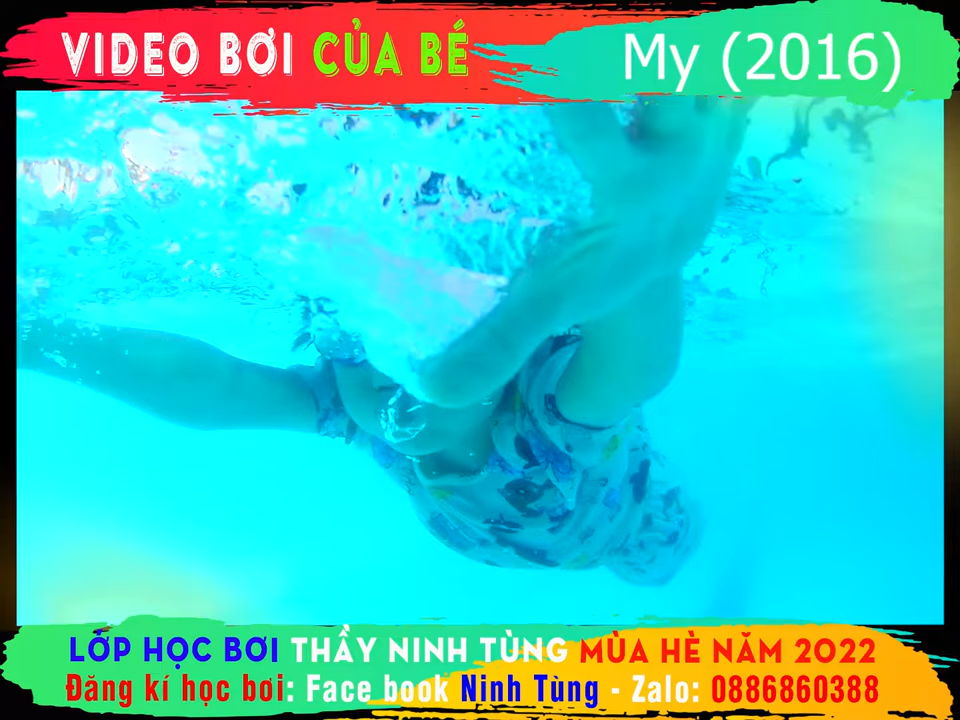 VIDEO BƠI CỦA BÉ
My (2016)
LỚP HỌC BƠI THẦY NINH TÙNG MÙA HÈ NĂM 2022
Đăng kí học bơi: Face book Ninh Tùng - Zalo: 0886860388